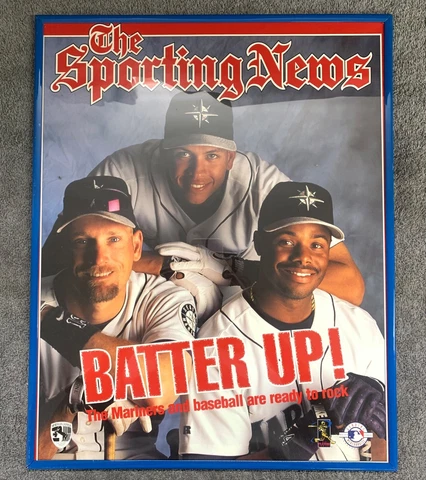 The
Sporting News
BATTER UP!
The Mariners and baseball are ready to rock